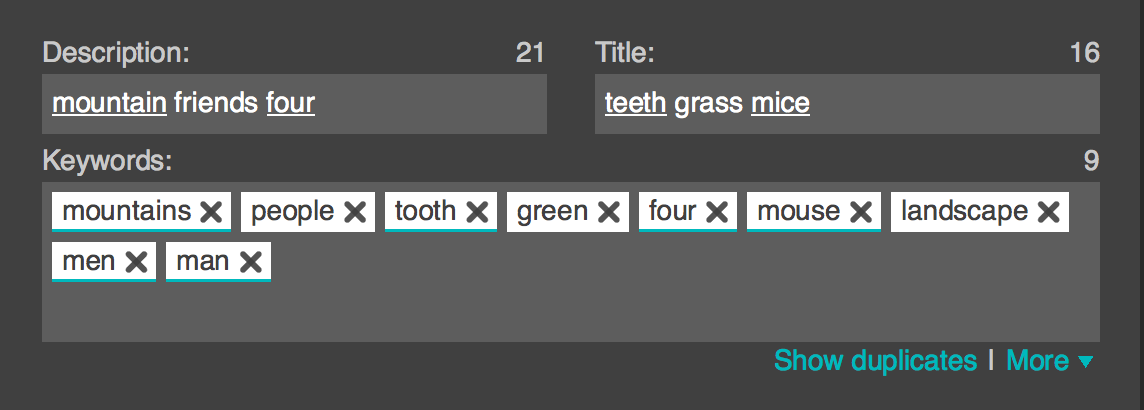 Description: 21 Title: 16
mountain friends four teeth grass mice
Keywords: 9
mountains people tooth green four mouse landscape
men man
Show duplicates | More